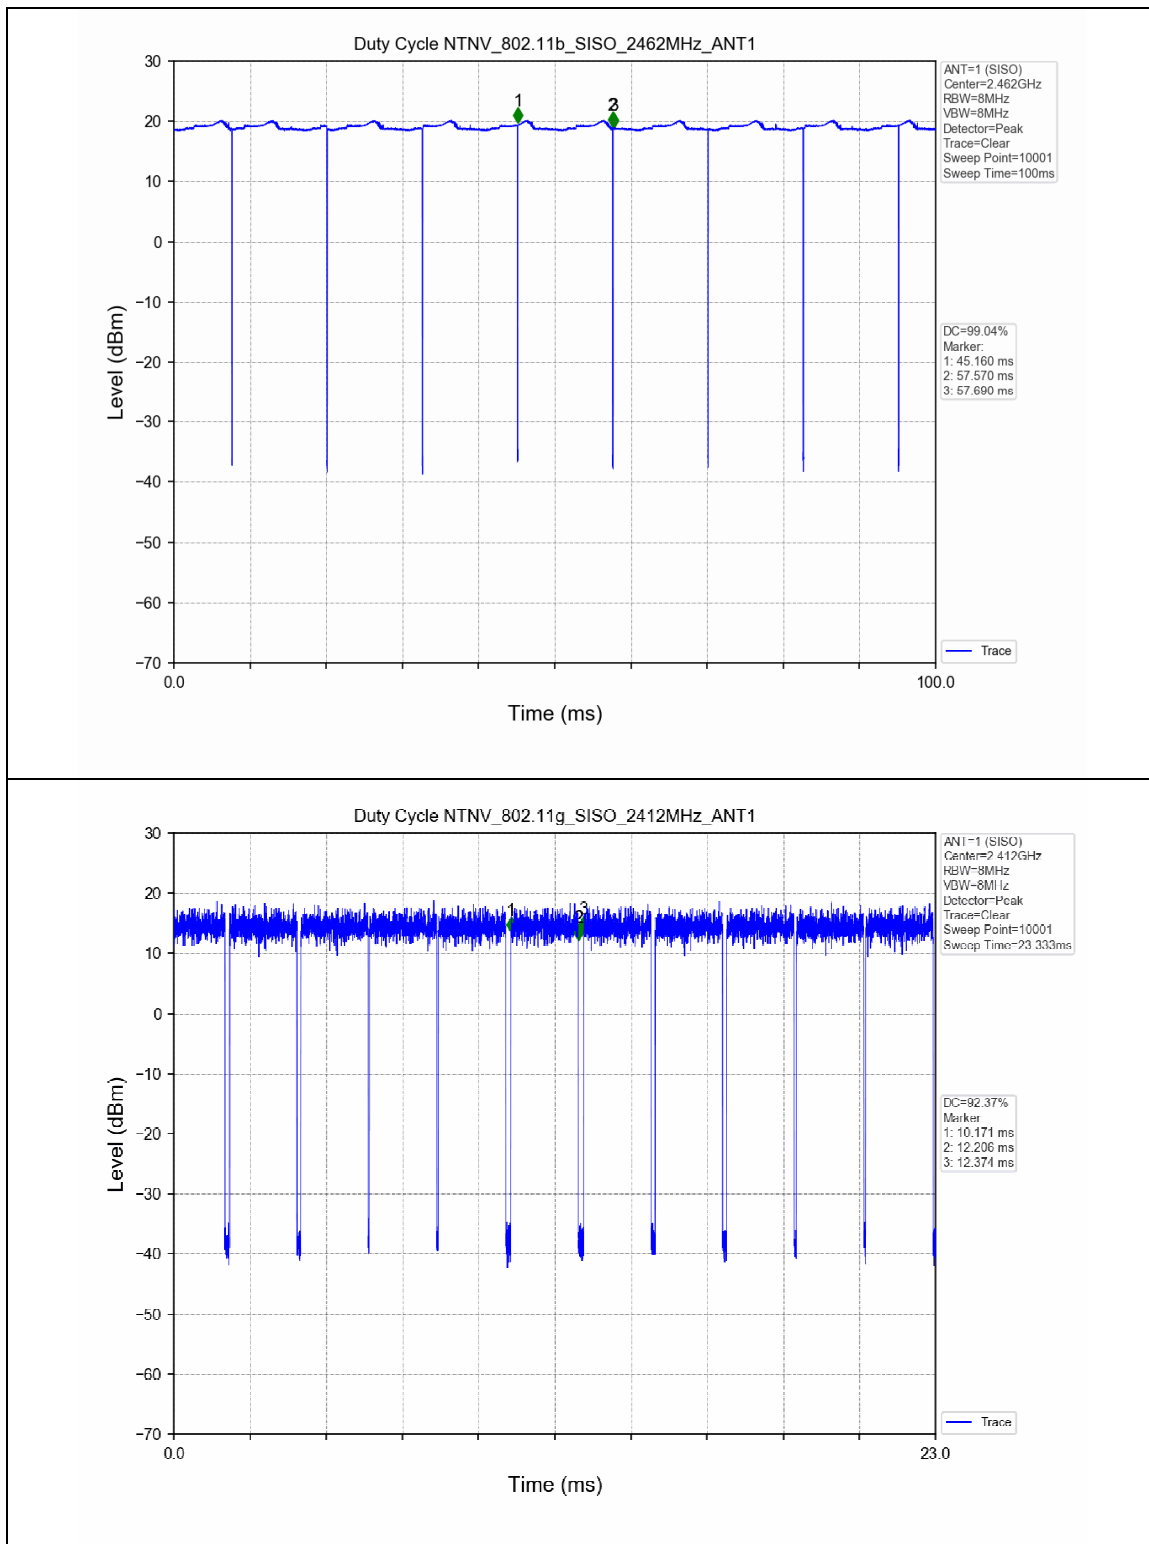 Duty Cycle NTNV_802.11b_SISO_2462MHz_ANT1
30
20
10
0
−10
−20
−30
−40
−50
−60
−70
Level (dBm)
1
2
3
0.0
100.0
Time (ms)
ANT=1 (SISO)
Center=2.462GHz
RBW=8MHz
VBW=8MHz
Detector=Peak
Trace=Clear
Sweep Point=10001
Sweep Time=100ms
DC=99.04%
Marker:
1: 45.160 ms
2: 57.570 ms
3: 57.690 ms
Trace
Duty Cycle NTNV_802.11g_SISO_2412MHz_ANT1
30
20
10
0
−10
−20
−30
−40
−50
−60
−70
Level (dBm)
1
2
3
0.0
23.0
Time (ms)
ANT=1 (SISO)
Center=2.412GHz
RBW=8MHz
VBW=8MHz
Detector=Peak
Trace=Clear
Sweep Point=10001
Sweep Time=23.333ms
DC=92.37%
Marker
1: 10.171 ms
2: 12.206 ms
3: 12.374 ms
Trace